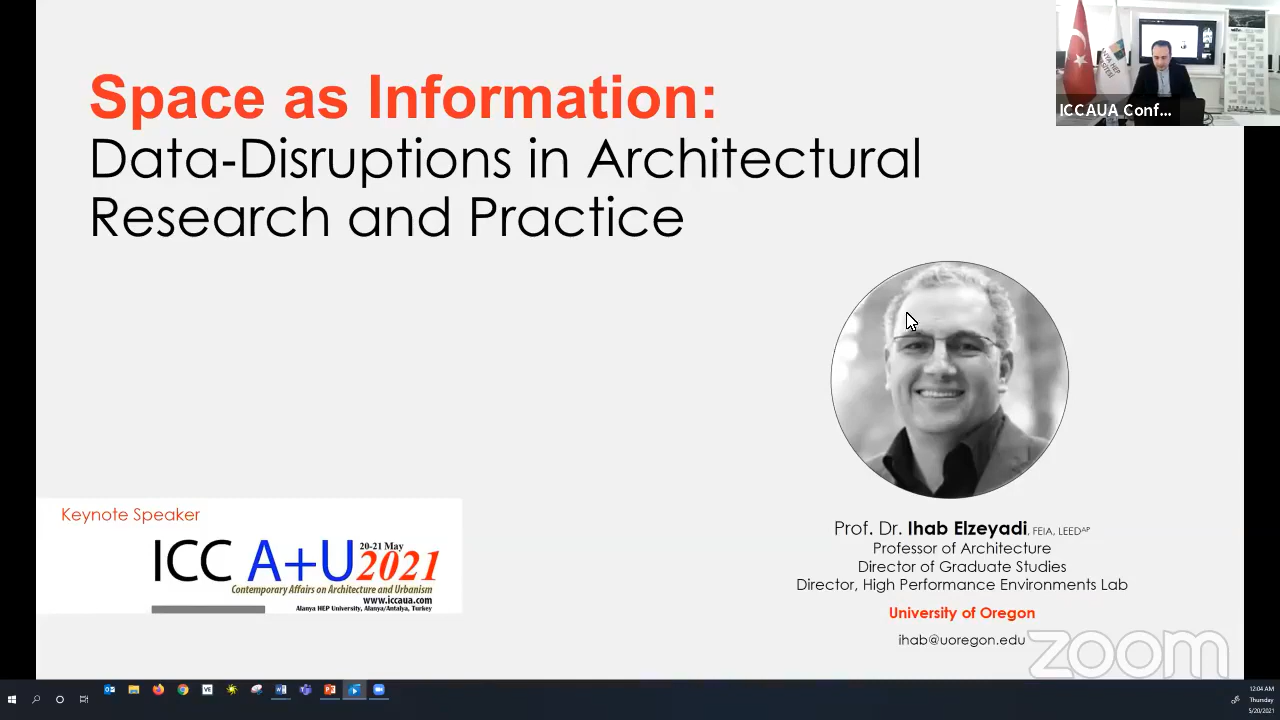 Space as Information:
Data-Disruptions in Architectural
Research and Practice
ICCAUA Conf...
Keynote Speaker
ICC A+U 2021
20-21 May
Contemporary Affairs on Architecture and Urbanism
www.iccaua.com
Alanya HEP University, Alanya/Antalya, Turkey
Prof. Dr. Ihab Elzeyadi, FEIA, LEED AP
Professor of Architecture
Director of Graduate Studies
Director, High Performance Environments Lab
University of Oregon
ihab@uoregon.edu
zoom
12:04 AM
Thursday
5/20/2021